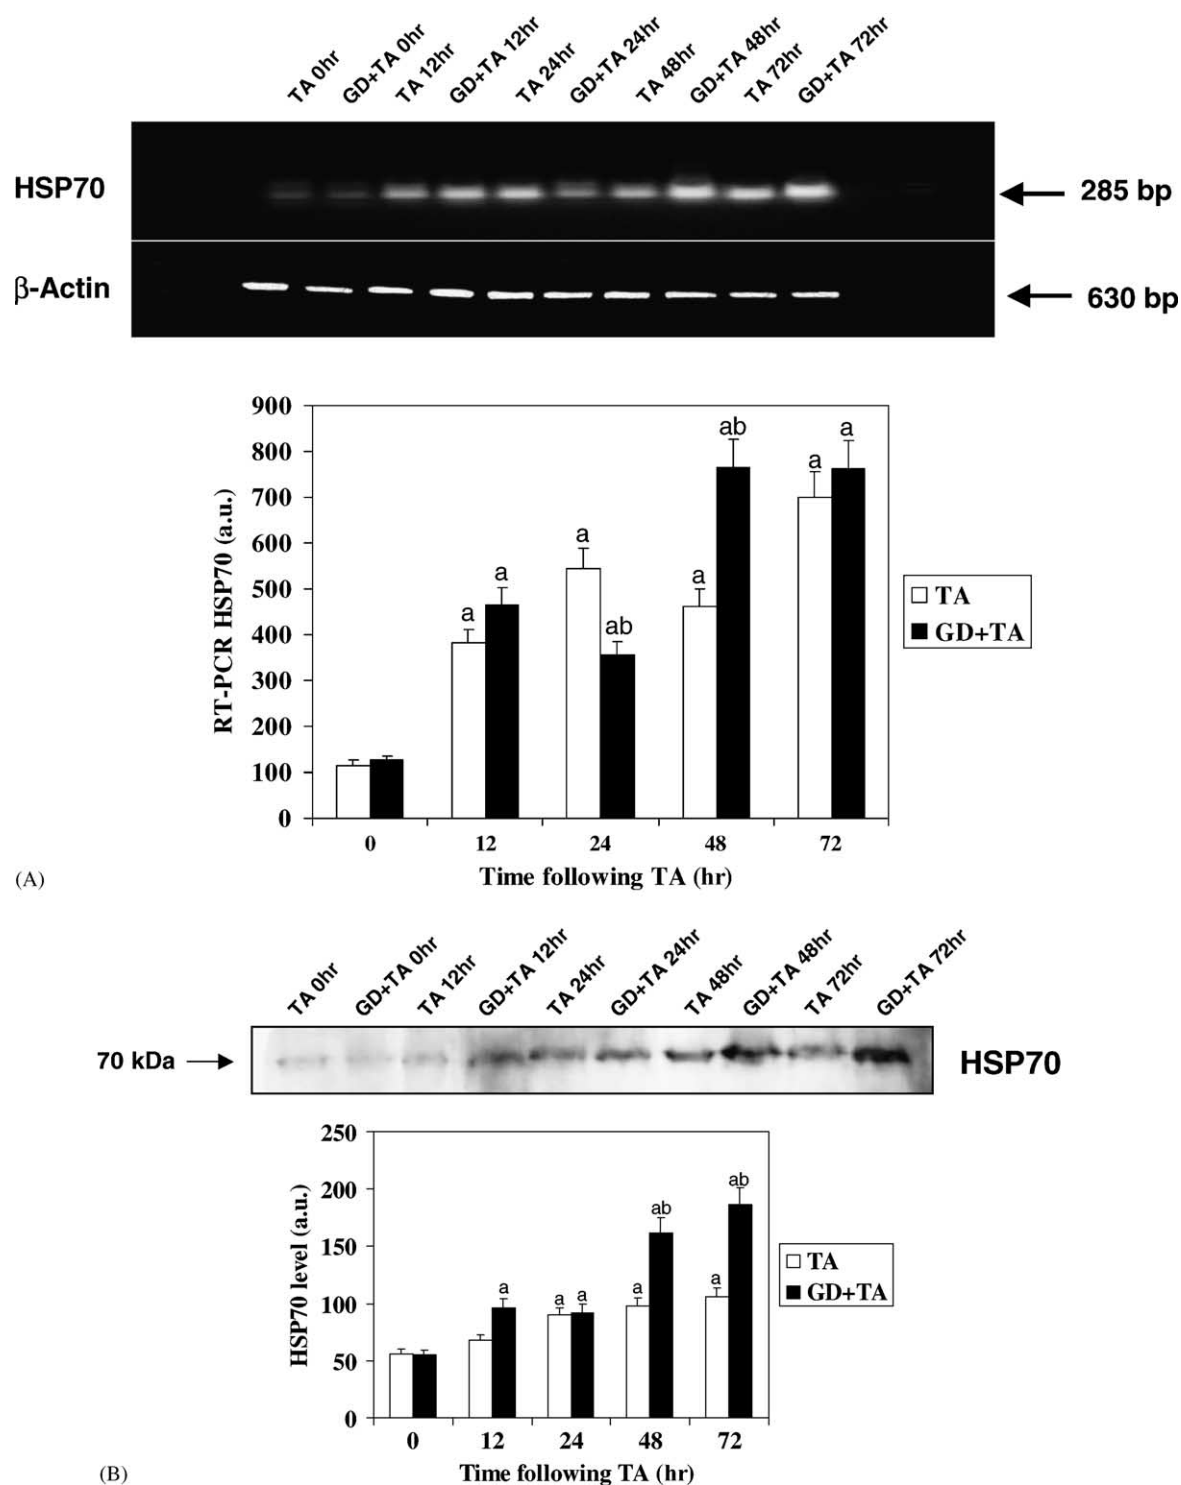 TA 0hr
GD+TA 0hr
TA 12hr
GD+TA 12hr
TA 24hr
GD+TA 24hr
TA 48hr
GD+TA 48hr
TA 72hr
GD+TA 72hr
HSP70
285 bp
β-Actin
630 bp
900
800
700
600
500
400
300
200
100
0
RT-PCR HSP70 (a.u.)
a
a
a
ab
a
ab
a
a
TA
GD+TA
0 12 24 48 72
Time following TA (hr)
(A)
TA 0hr
GD+TA 0hr
TA 12hr
GD+TA 12hr
TA 24hr
GD+TA 24hr
TA 48hr
GD+TA 48hr
TA 72hr
GD+TA 72hr
70 kDa
HSP70
250
200
150
100
50
0
HSP70 level (a.u.)
a
a
a
a
ab
a
ab
TA
GD+TA
0 12 24 48 72
Time following TA (hr)
(B)